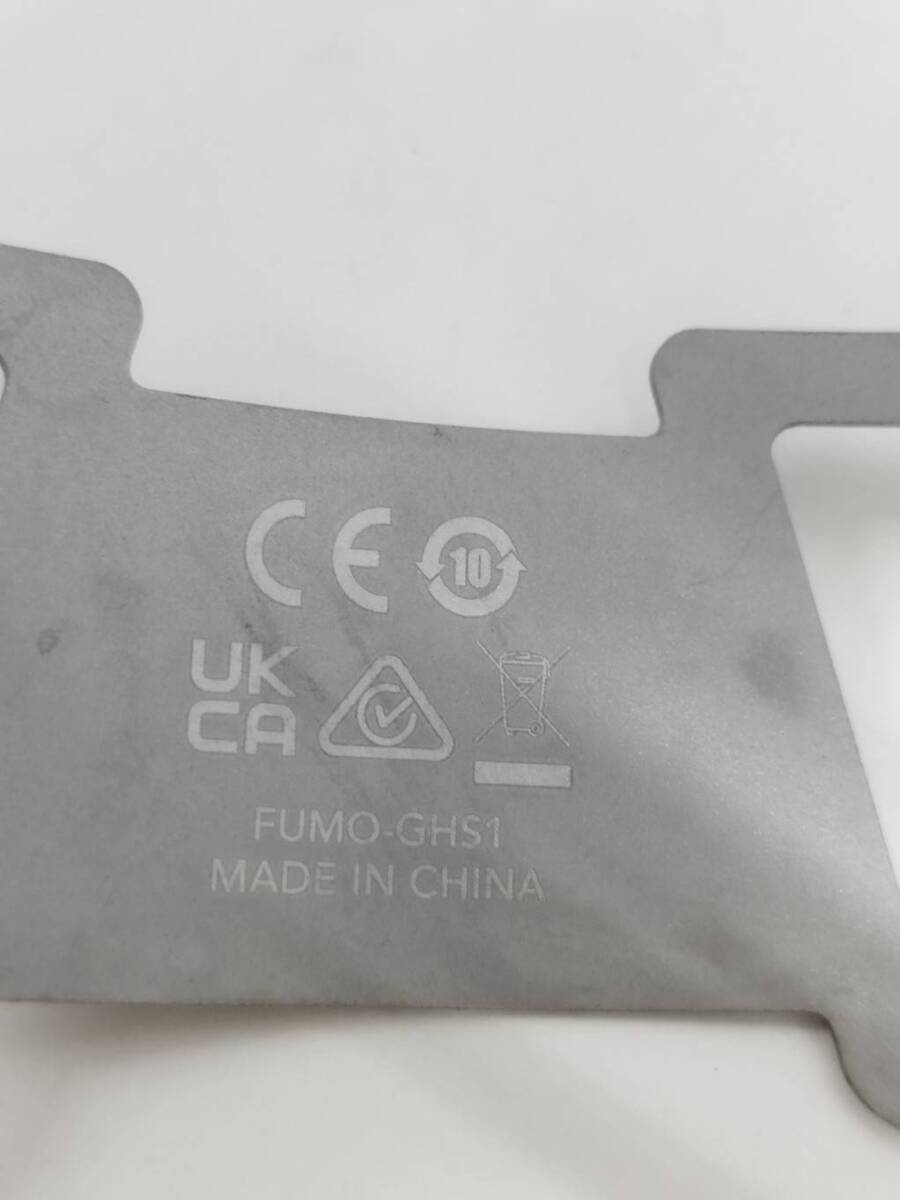 CE 10
UK
CA
FUMO-GHS1
MADE IN CHINA